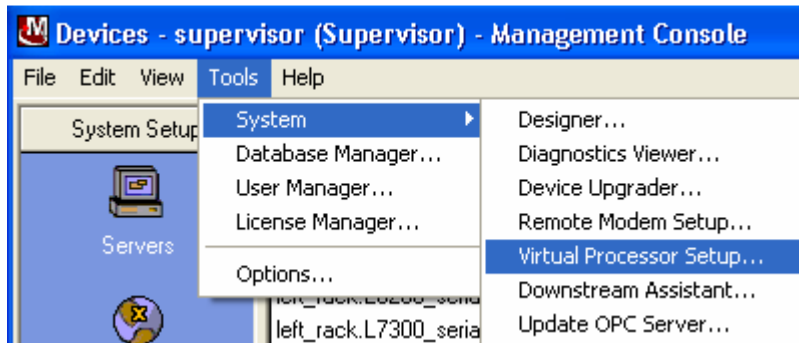 Devices - supervisor (Supervisor) - Management Console
File Edit View Tools Help
System Setup
Servers
System
Database Manager...
User Manager...
License Manager...
Options...
Designer...
Diagnostics Viewer...
Device Upgrader...
Remote Modem Setup...
Virtual Processor Setup...
Downstream Assistant...
Update OPC Server...
left_rack.L7300_seria